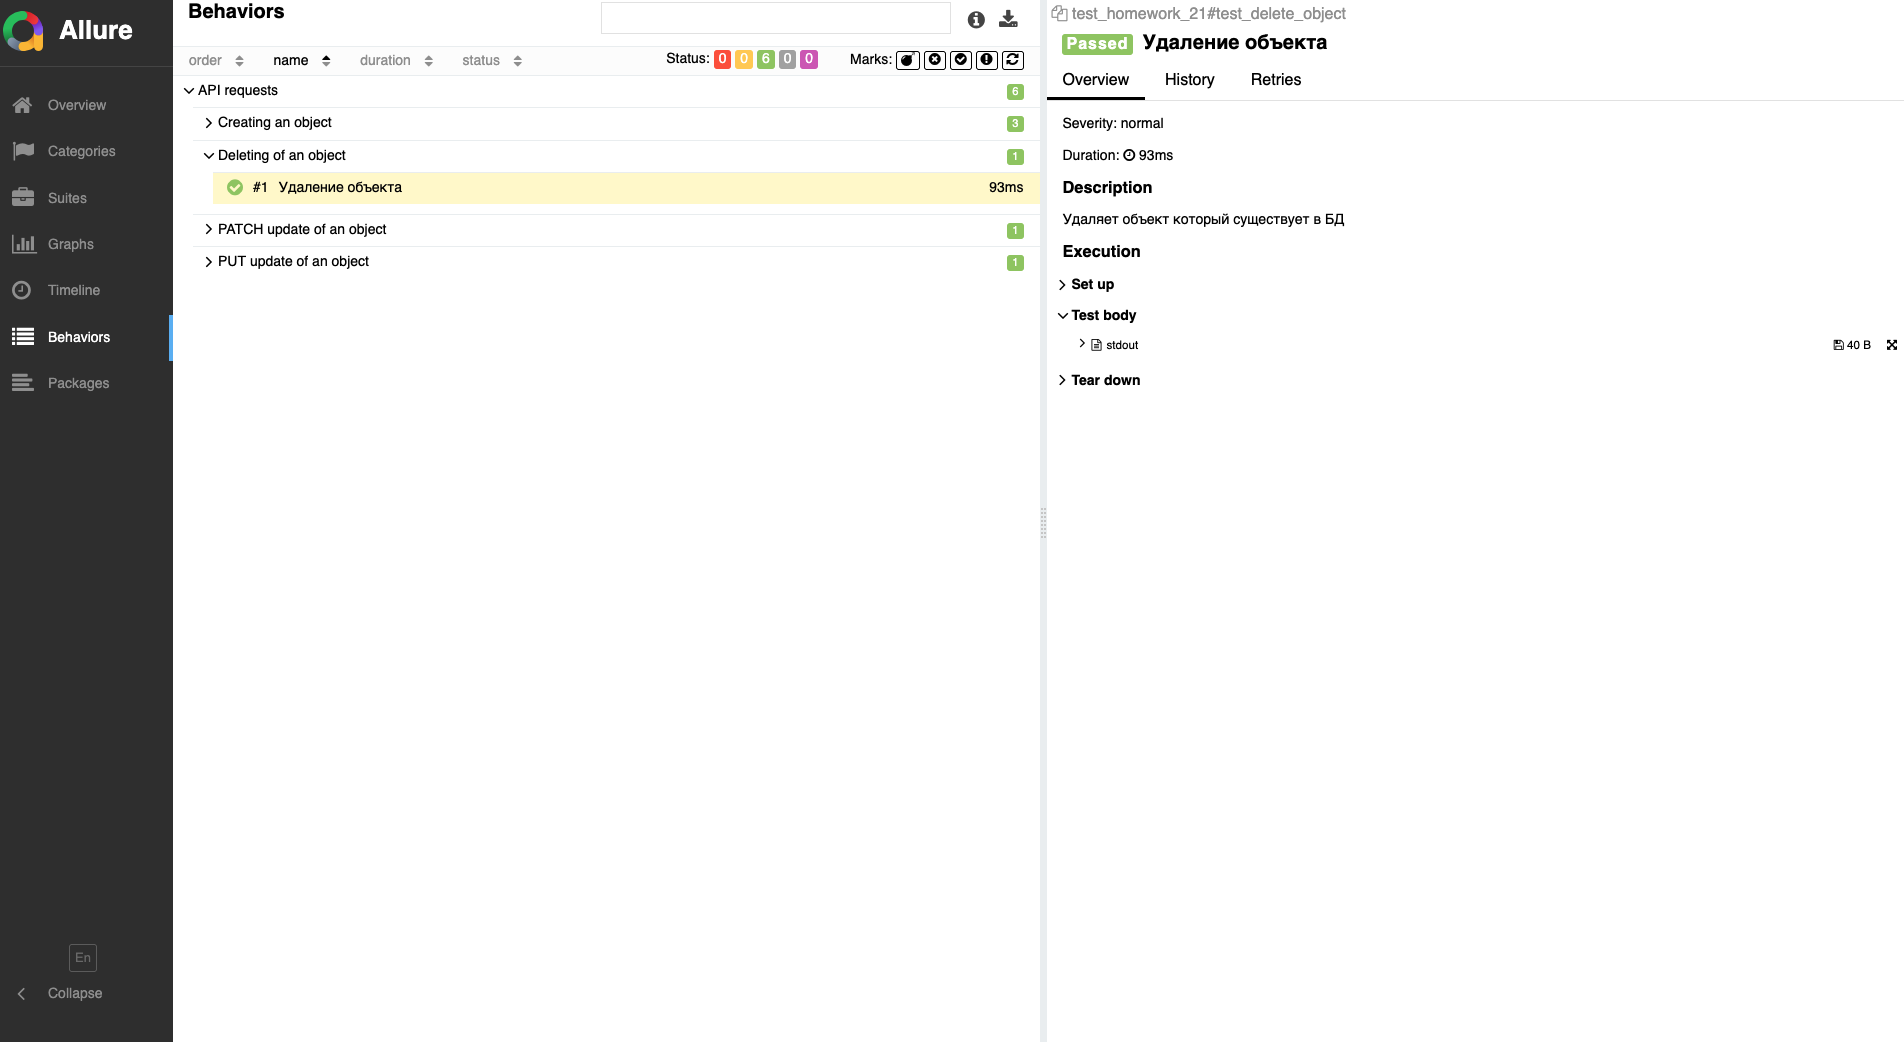 Allure
Overview
Categories
Suites
Graphs
Timeline
Behaviors
Packages
En
Collapse
Behaviors
order name duration status Status: 0 0 6 0 0 Marks:
API requests 6
Creating an object 3
Deleting of an object 1
#1 Удаление объекта 93ms
PATCH update of an object 1
PUT update of an object 1
test_homework_21#test_delete_object
Passed Удаление объекта
Overview History Retries
Severity: normal
Duration: 93ms
Description
Удаляет объект который существует в БД
Execution
Set up
Test body
stdout 40 B
Tear down